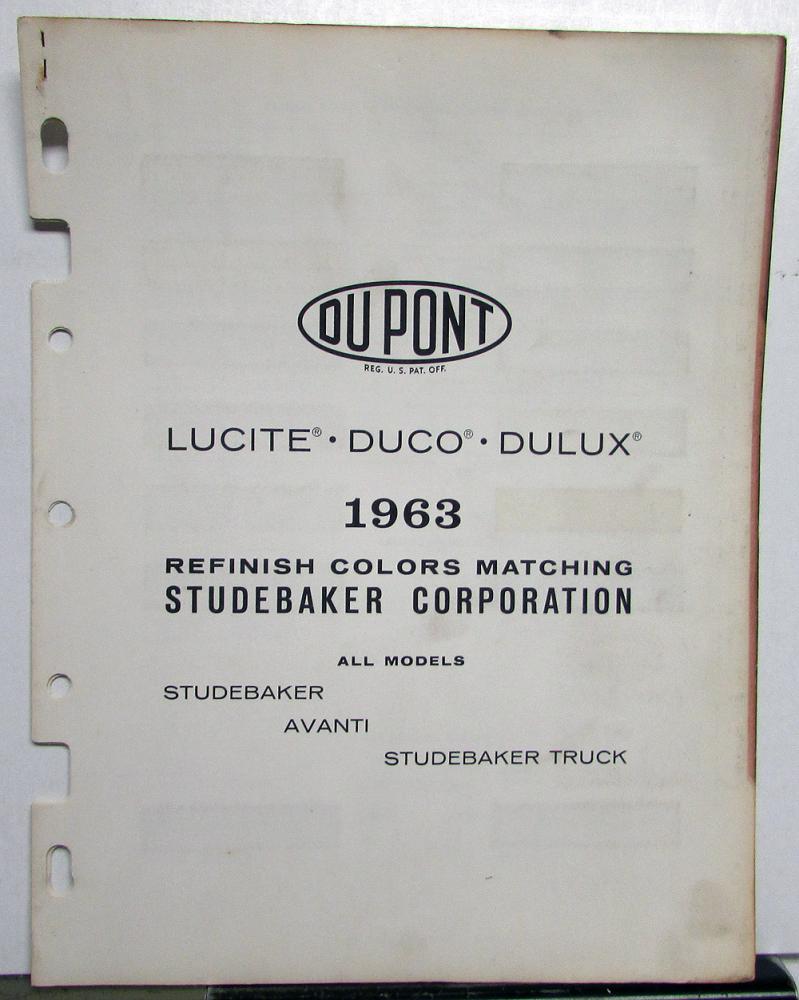 DU PONT
REG. U. S. PAT. OFF.
LUCITE® • DUCO® • DULUX®
1963
REFINISH COLORS MATCHING
STUDEBAKER CORPORATION
ALL MODELS
STUDEBAKER
AVANTI
STUDEBAKER TRUCK